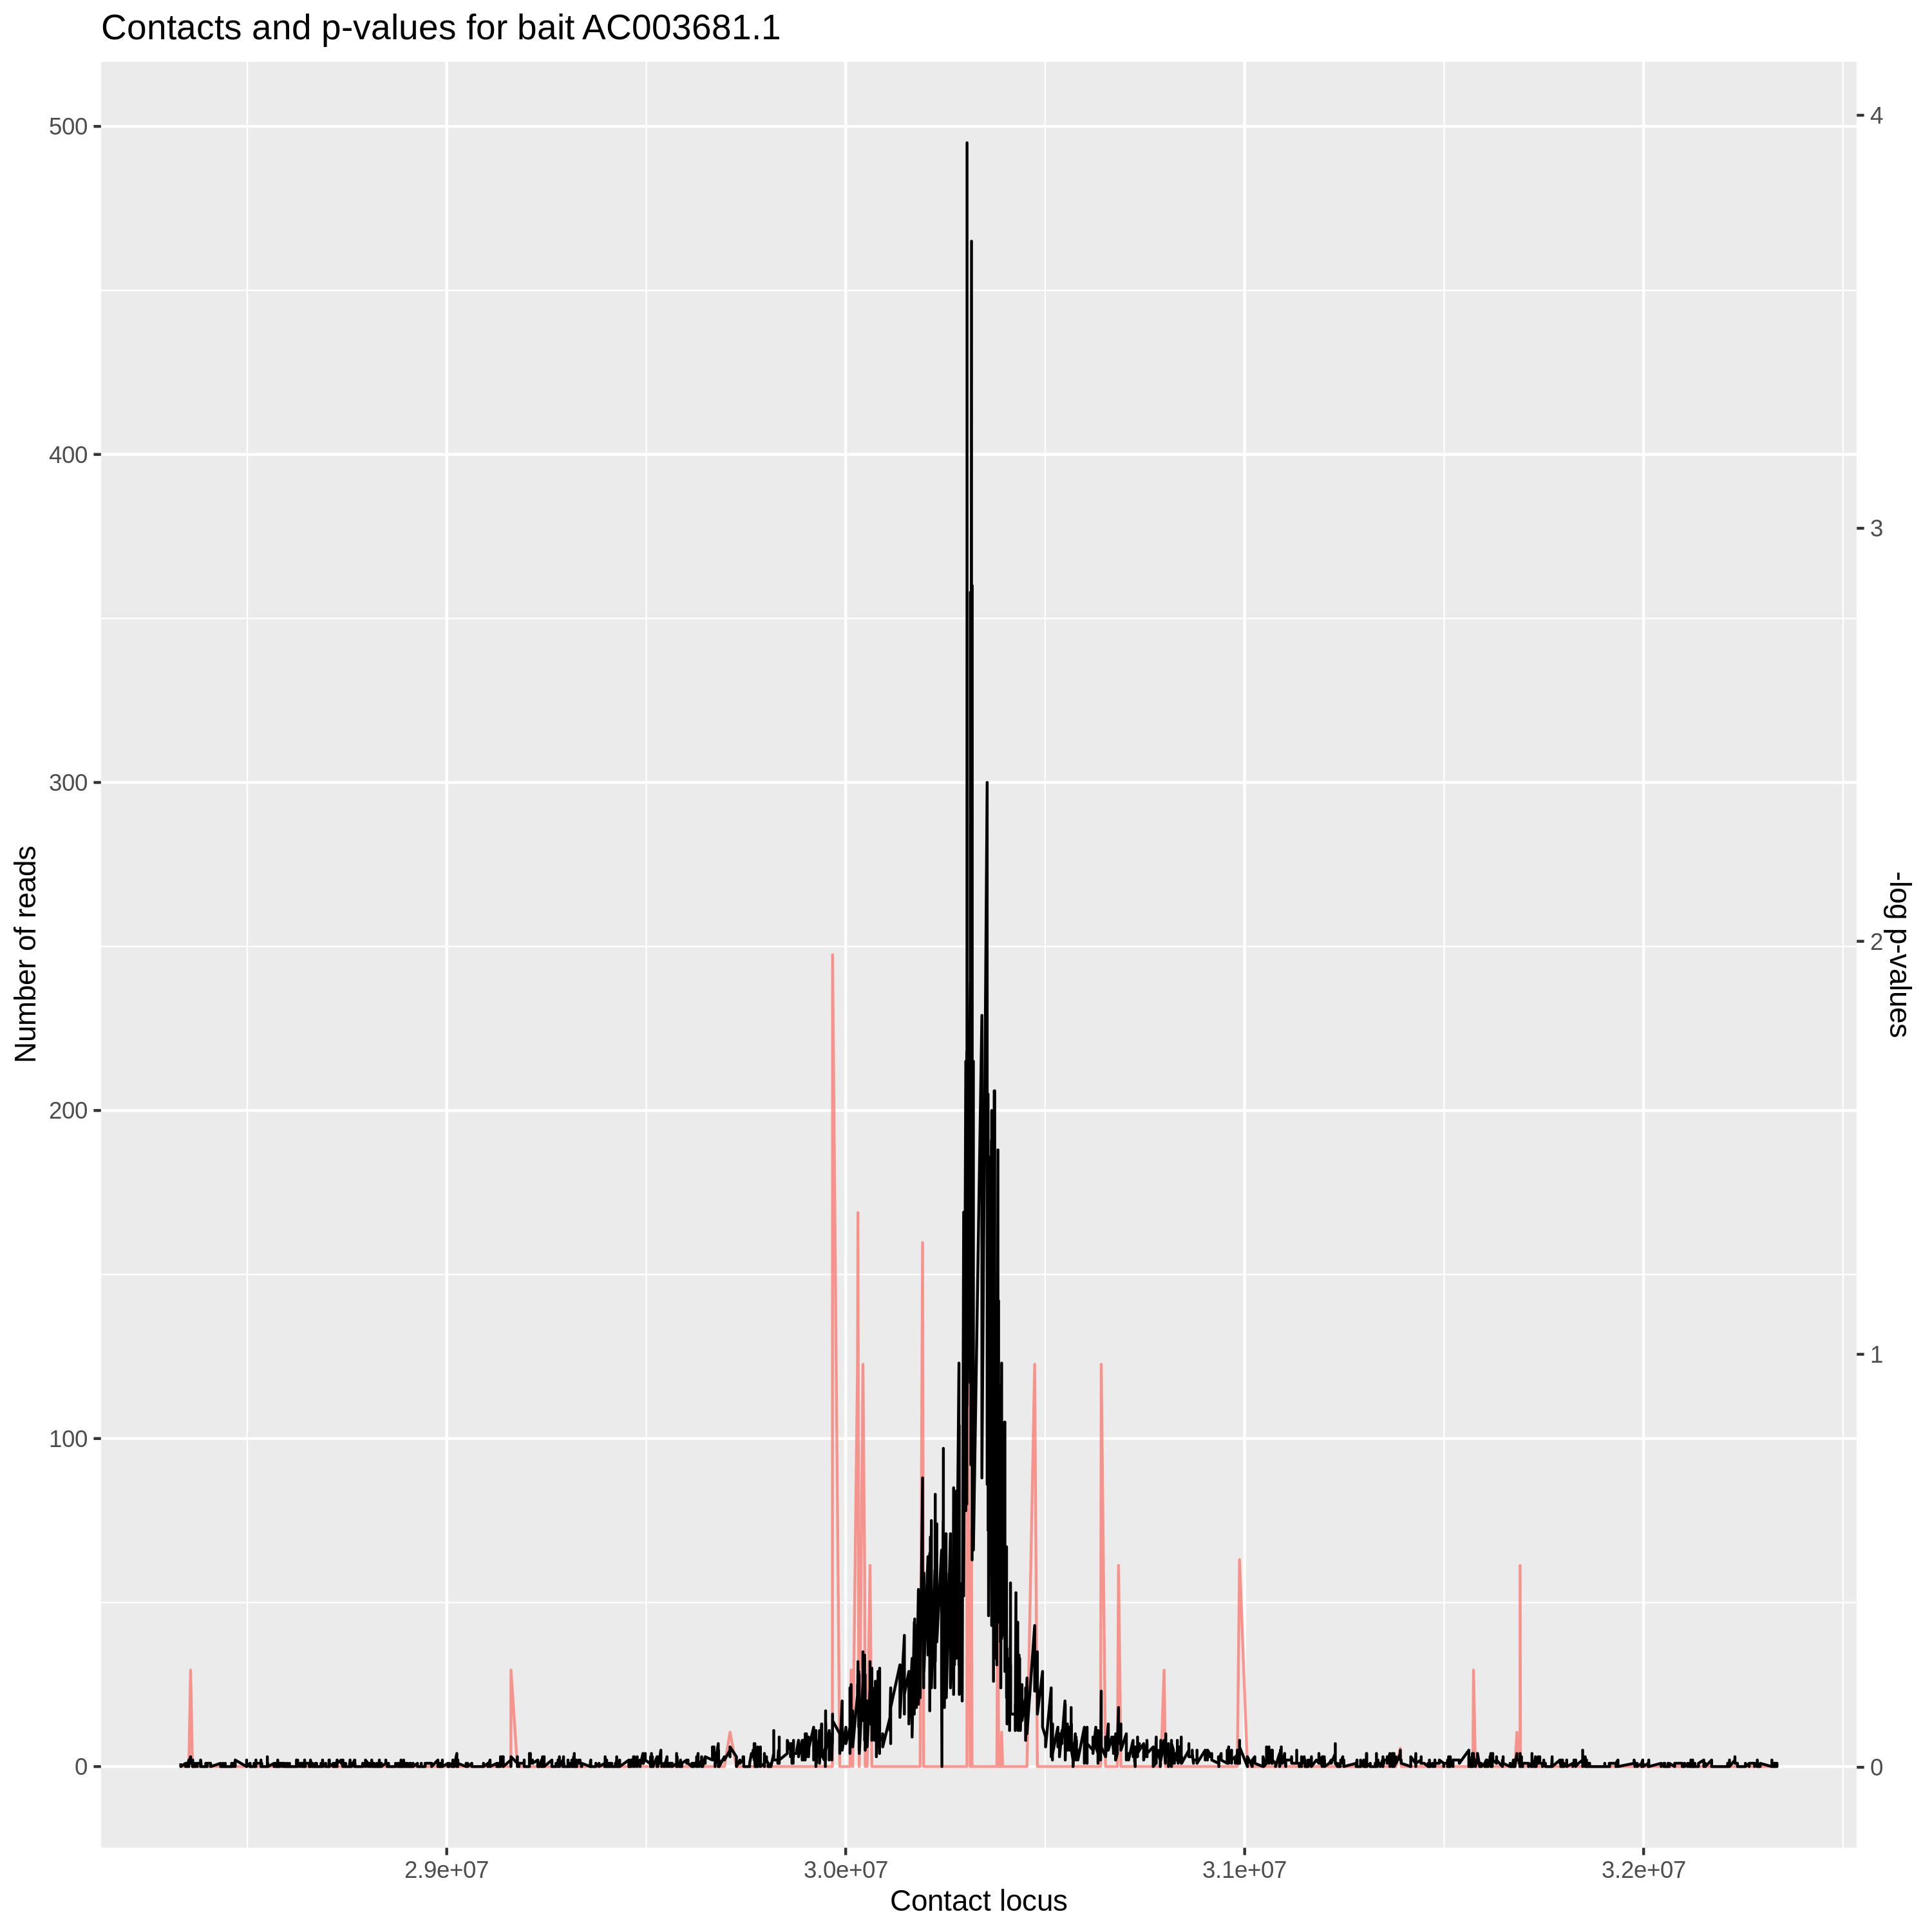 Contacts and p-values for bait AC003681.1
500
400
300
200
100
0
Number of reads
4
3
2
1
0
-log p-values
2.9e+07 3.0e+07 3.1e+07 3.2e+07
Contact locus